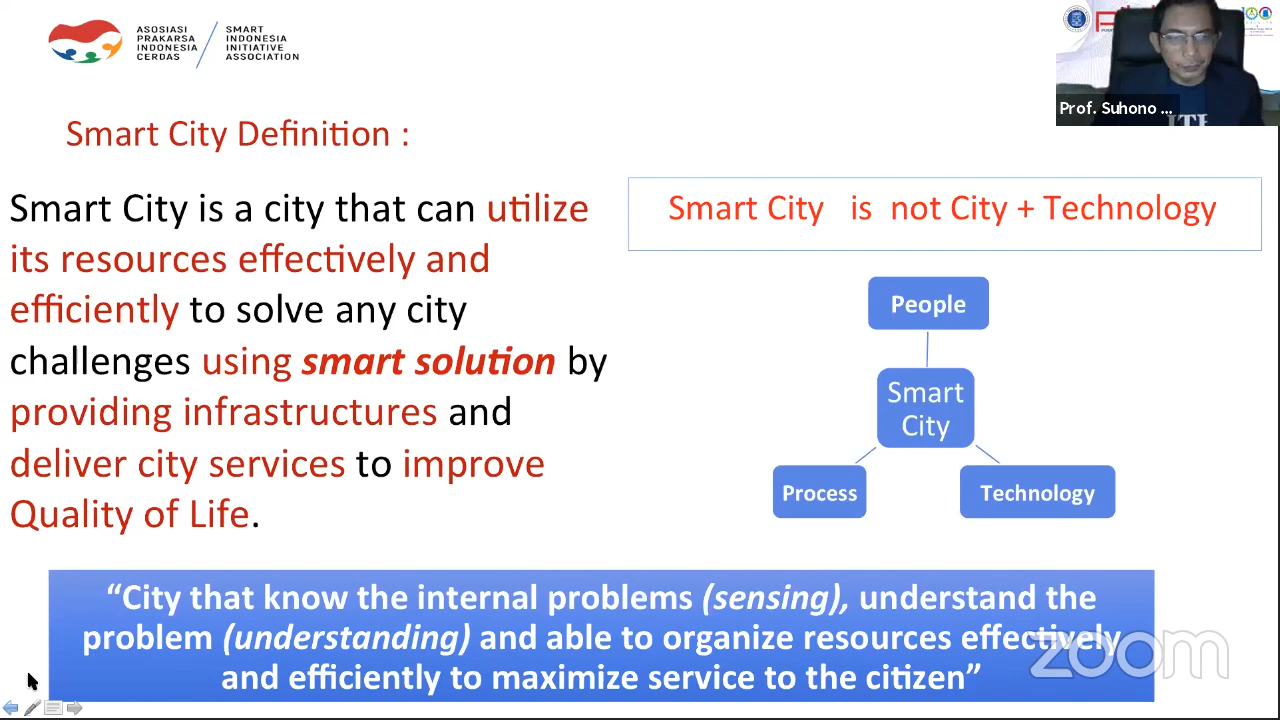 ASOSIASI
PRAKARSA
INDONESIA
CERDAS
SMART
INDONESIA
INITIATIVE
ASSOCIATION
Prof. Suhono ...
Smart City Definition :
Smart City is a city that can utilize
its resources effectively and
efficiently to solve any city
challenges using smart solution by
providing infrastructures and
deliver city services to improve
Quality of Life.
Smart City is not City + Technology
People
Smart
City
Process
Technology
“City that know the internal problems (sensing), understand the
problem (understanding) and able to organize resources effectively
and efficiently to maximize service to the citizen”
zoom